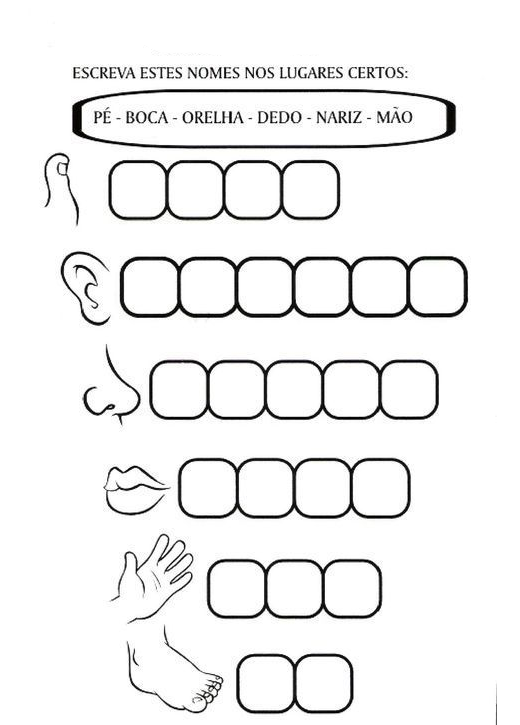 ESCREVA ESTES NOMES NOS LUGARES CERTOS:
PÉ - BOCA - ORELHA - DEDO - NARIZ - MÃO